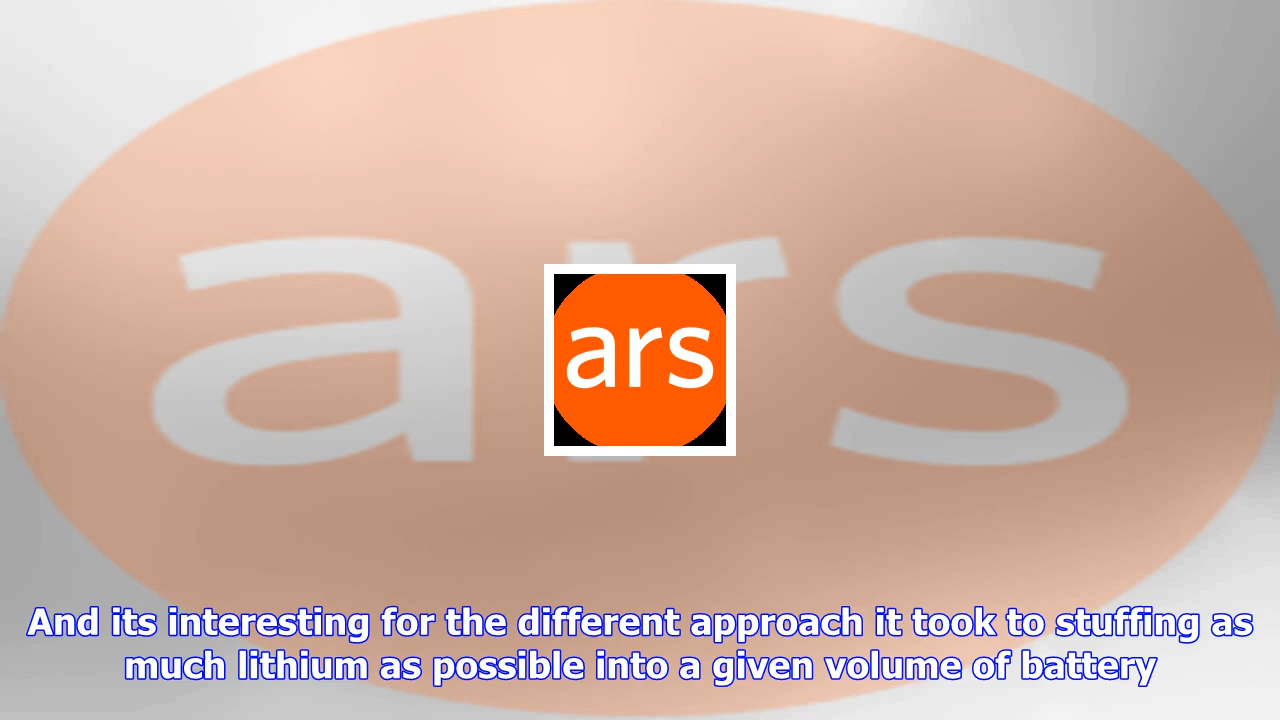 ars
ars
And its interesting for the different approach it took to stuffing as
much lithium as possible into a given volume of battery